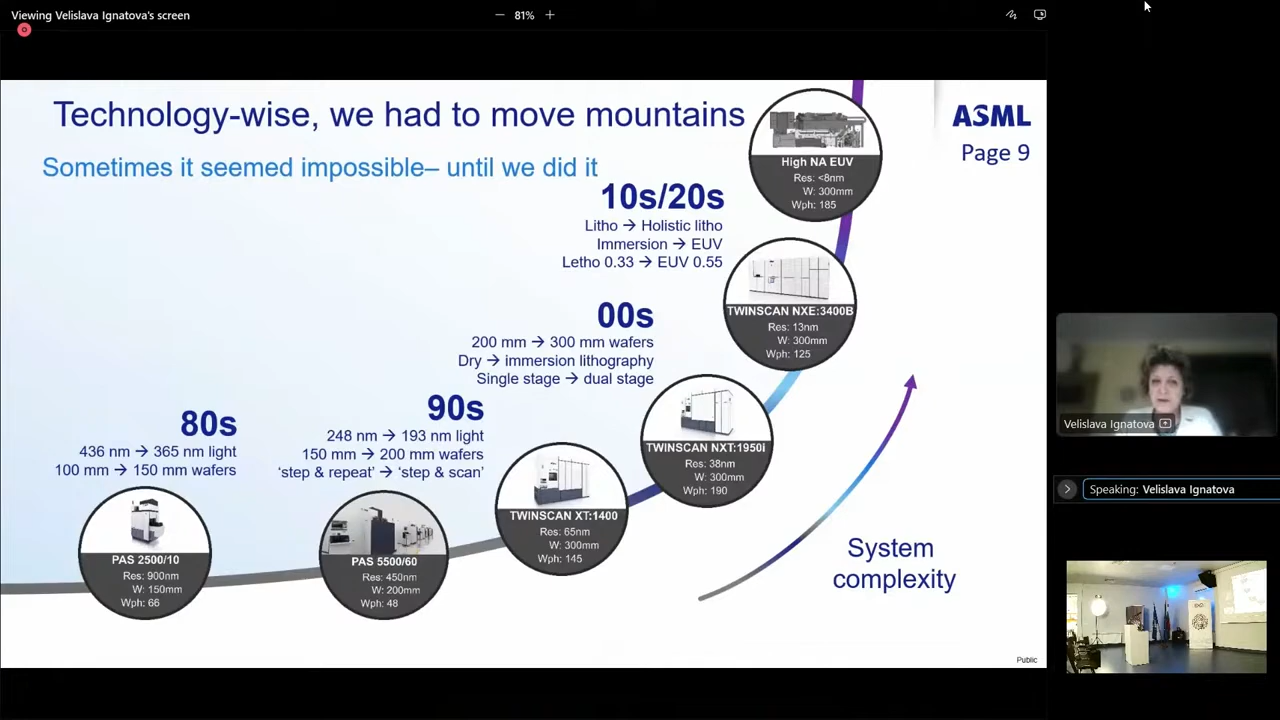 Viewing Velislava Ignatova's screen
81%
Technology-wise, we had to move mountains
Sometimes it seemed impossible– until we did it
ASML
Page 9
High NA EUV
Res: <8nm
W: 300mm
Wph: 185
10s/20s
Litho → Holistic litho
Immersion → EUV
Letho 0.33 → EUV 0.55
TWINSCAN NXE:3400B
Res: 13nm
W: 300mm
Wph: 125
00s
200 mm → 300 mm wafers
Dry → immersion lithography
Single stage → dual stage
TWINSCAN NXT:1950i
Res: 38nm
W: 300mm
Wph: 190
90s
248 nm → 193 nm light
150 mm → 200 mm wafers
'step & repeat' → 'step & scan'
80s
436 nm → 365 nm light
100 mm → 150 mm wafers
TWINSCAN XT:1400
Res: 65nm
W: 300mm
Wph: 145
PAS 2500/10
Res: 900nm
W: 150mm
Wph: 66
PAS 5500/60
Res: 450nm
W: 200mm
Wph: 48
System
complexity
Public
Velislava Ignatova
Speaking: Velislava Ignatova